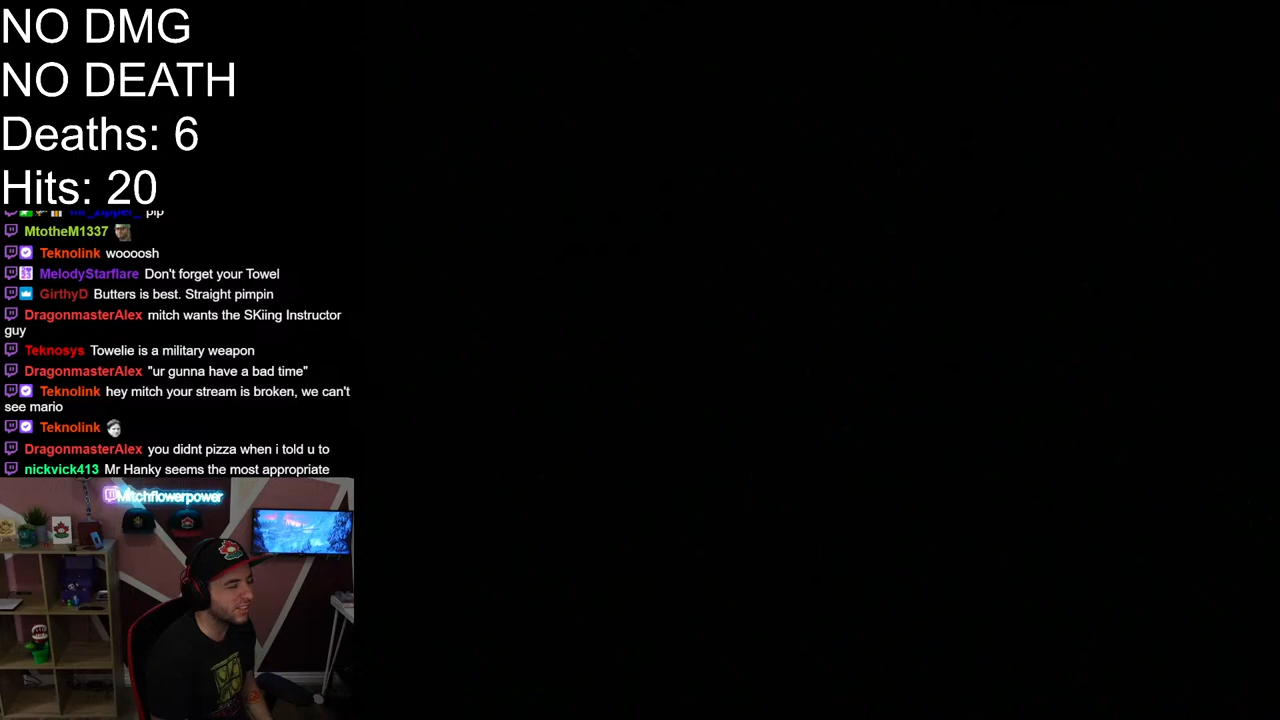 NO DMG
NO DEATH
Deaths: 6
Hits: 20
pip
MtotheM1337
Teknolink woooosh
MelodyStarflare Don't forget your Towel
GirthyD Butters is best. Straight pimpin
DragonmasterAlex mitch wants the SKiing Instructor
guy
Teknosys Towelie is a military weapon
DragonmasterAlex "ur gunna have a bad time"
Teknolink hey mitch your stream is broken, we can't
see mario
Teknolink
DragonmasterAlex you didnt pizza when i told u to
nickvick413 Mr Hanky seems the most appropriate
Mitchflowerpower